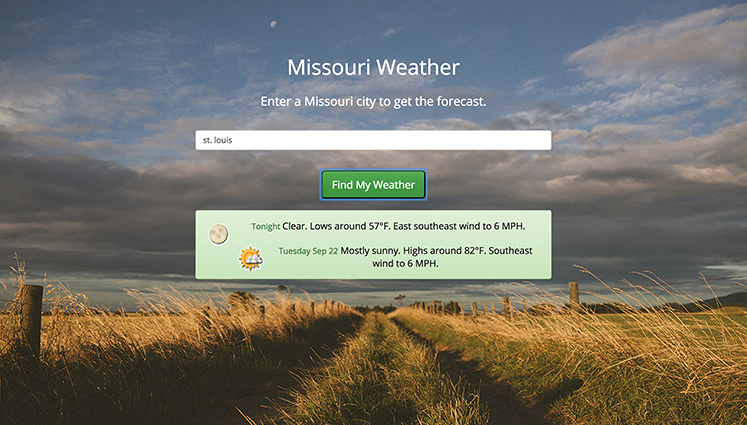 Missouri Weather
Enter a Missouri city to get the forecast.
st. louis
Find My Weather
Tonight Clear. Lows around 57°F. East southeast wind to 6 MPH.
Tuesday Sep 22 Mostly sunny. Highs around 82°F. Southeast
wind to 6 MPH.